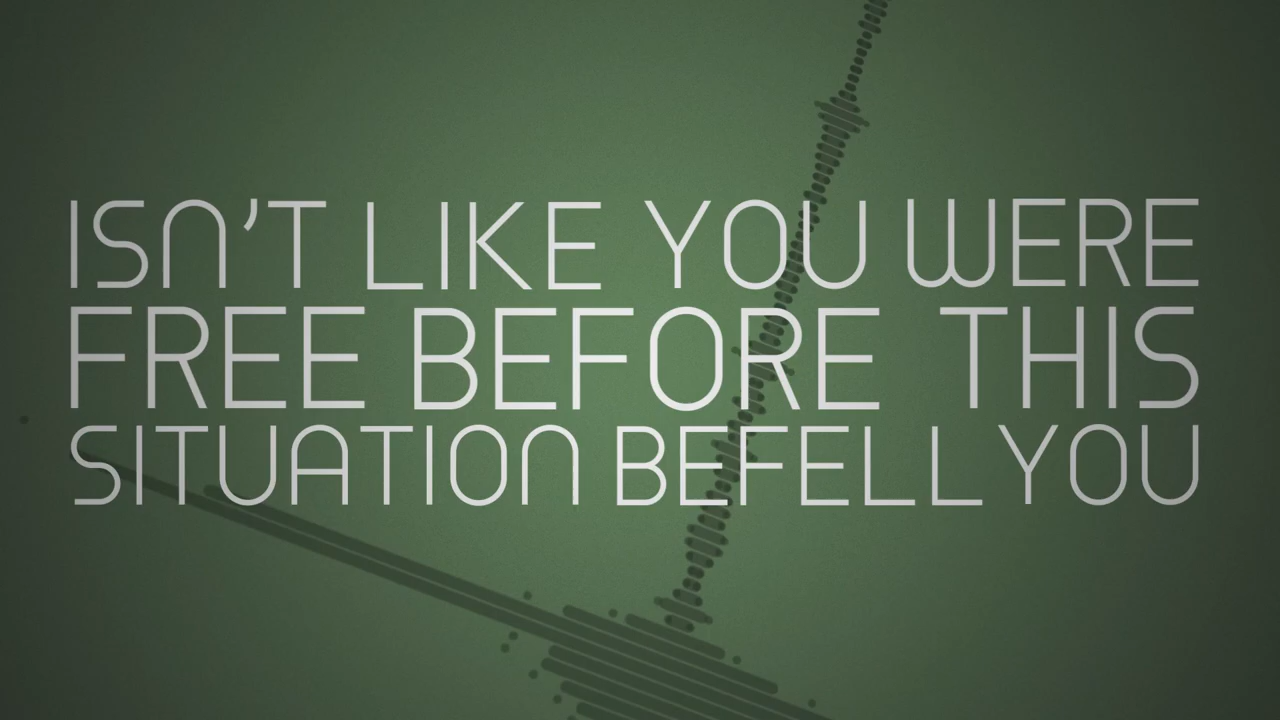 ISN'T LIKE YOU WERE
FREE BEFORE THIS
SITUATION BEFELL YOU